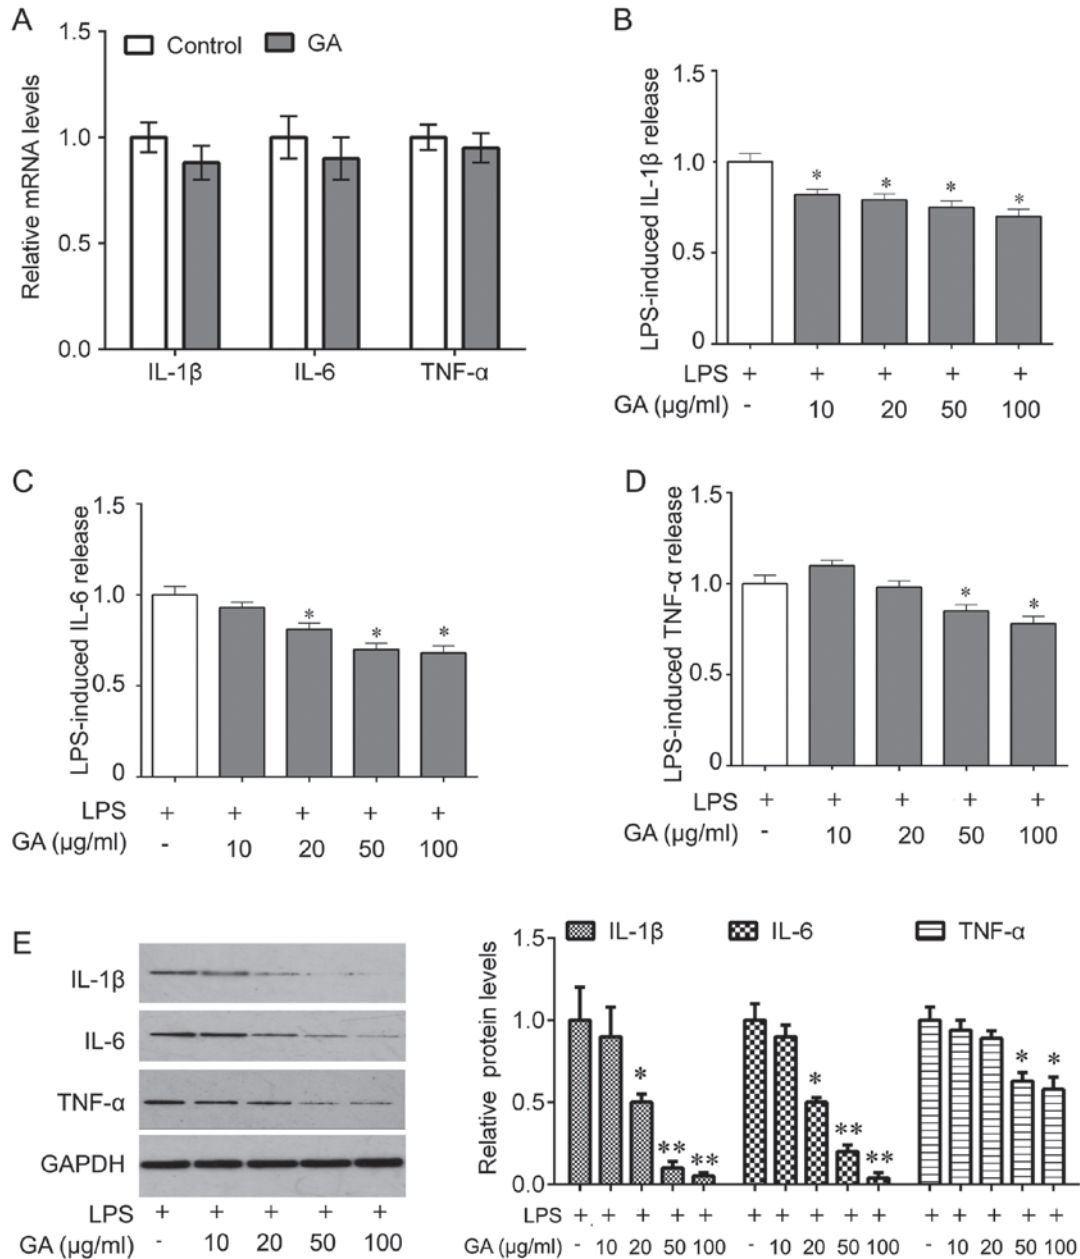 A
Relative mRNA levels
1.5
1.0
0.5
0.0
Control GA
IL-1β IL-6 TNF-α
B
LPS-induced IL-1β release
1.5
1.0
0.5
0
* * * *
LPS + + + + +
GA (μg/ml) - 10 20 50 100
C
LPS-induced IL-6 release
1.5
1.0
0.5
0
* * *
LPS + + + + +
GA (μg/ml) - 10 20 50 100
D
LPS-induced TNF-α release
1.5
1.0
0.5
0
* *
LPS + + + + +
GA (μg/ml) - 10 20 50 100
E
IL-1β
IL-6
TNF-α
GAPDH
LPS + + + + +
GA (μg/ml) - 10 20 50 100
IL-1β IL-6 TNF-α
Relative protein levels
1.5
1.0
0.5
0.0
* ** ** * ** ** * *
LPS + + + + + + + + + + + + + + +
GA (μg/ml) - 10 20 50 100 - 10 20 50 100 - 10 20 50 100